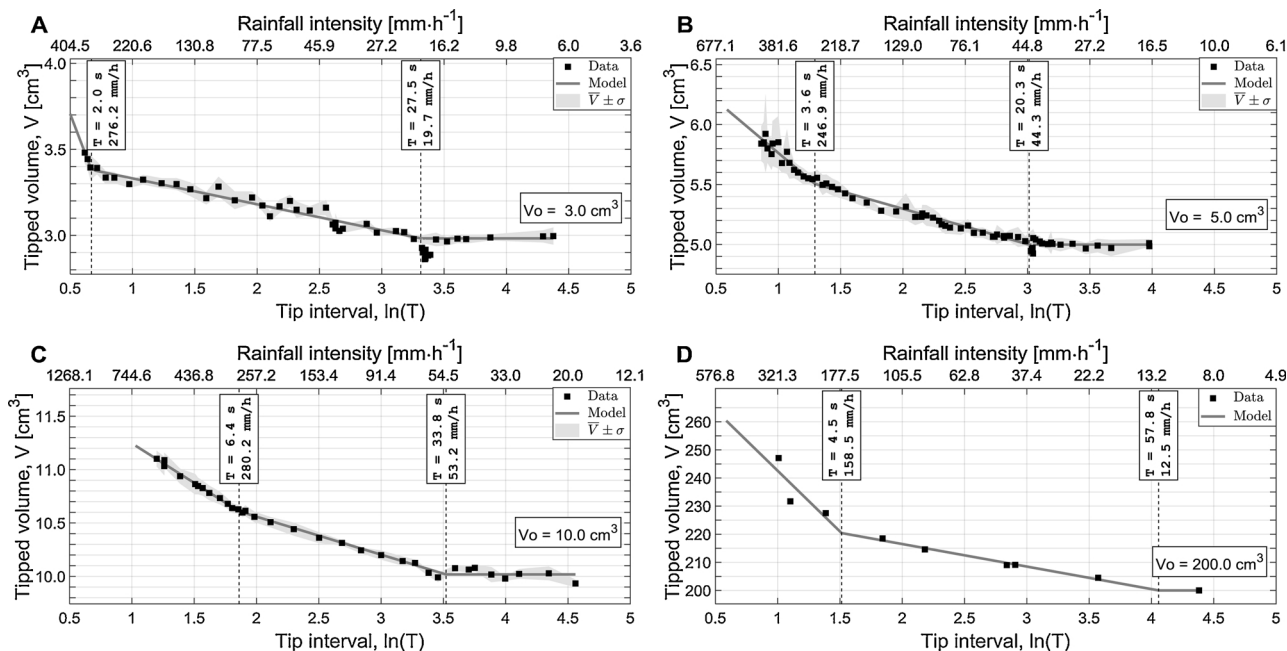 A
Rainfall intensity [mm·h⁻¹]
404.5 220.6 130.8 77.5 45.9 27.2 16.2 9.8 6.0 3.6
Tipped volume, V [cm³]
4.0
3.5
3.0
T = 2.0 s
276.2 mm/h
T = 27.5 s
19.7 mm/h
Data
Model
V̅ ± σ
Vo = 3.0 cm³
0.5 1 1.5 2 2.5 3 3.5 4 4.5 5
Tip interval, ln(T)
B
Rainfall intensity [mm·h⁻¹]
677.1 381.6 218.7 129.0 76.1 44.8 27.2 16.5 10.0 6.1
Tipped volume, V [cm³]
6.5
6.0
5.5
5.0
T = 3.6 s
246.9 mm/h
T = 20.3 s
44.3 mm/h
Data
Model
V̅ ± σ
Vo = 5.0 cm³
0.5 1 1.5 2 2.5 3 3.5 4 4.5 5
Tip interval, ln(T)
C
Rainfall intensity [mm·h⁻¹]
1268.1 744.6 436.8 257.2 153.4 91.4 54.5 33.0 20.0 12.1
Tipped volume, V [cm³]
11.5
11.0
10.5
10.0
T = 6.4 s
280.2 mm/h
T = 33.8 s
53.2 mm/h
Data
Model
V̅ ± σ
Vo = 10.0 cm³
0.5 1 1.5 2 2.5 3 3.5 4 4.5 5
Tip interval, ln(T)
D
Rainfall intensity [mm·h⁻¹]
576.8 321.3 177.5 105.5 62.8 37.4 22.2 13.2 8.0 4.9
Tipped volume, V [cm³]
260
250
240
230
220
210
200
T = 4.5 s
158.5 mm/h
T = 57.8 s
12.5 mm/h
Data
Model
Vo = 200.0 cm³
0.5 1 1.5 2 2.5 3 3.5 4 4.5 5
Tip interval, ln(T)